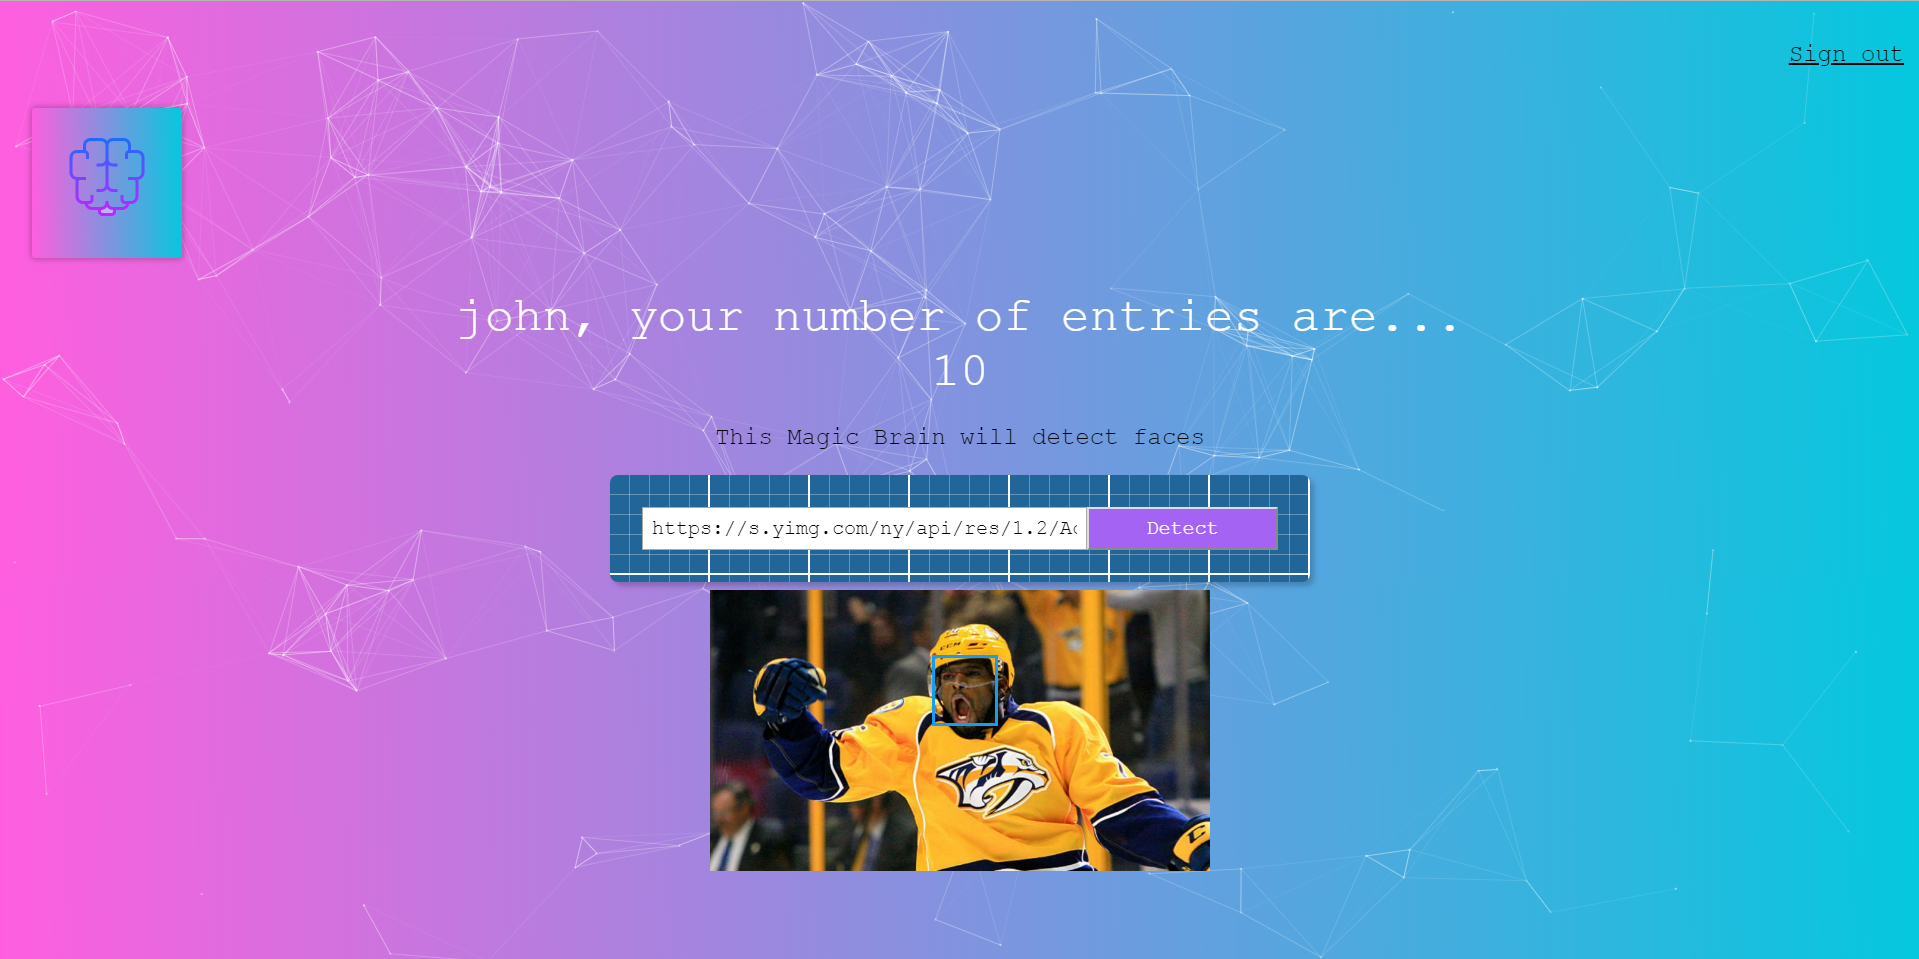 Sign out
john, your number of entries are...
10
This Magic Brain will detect faces
https://s.yimg.com/ny/api/res/1.2/A
Detect
CCM